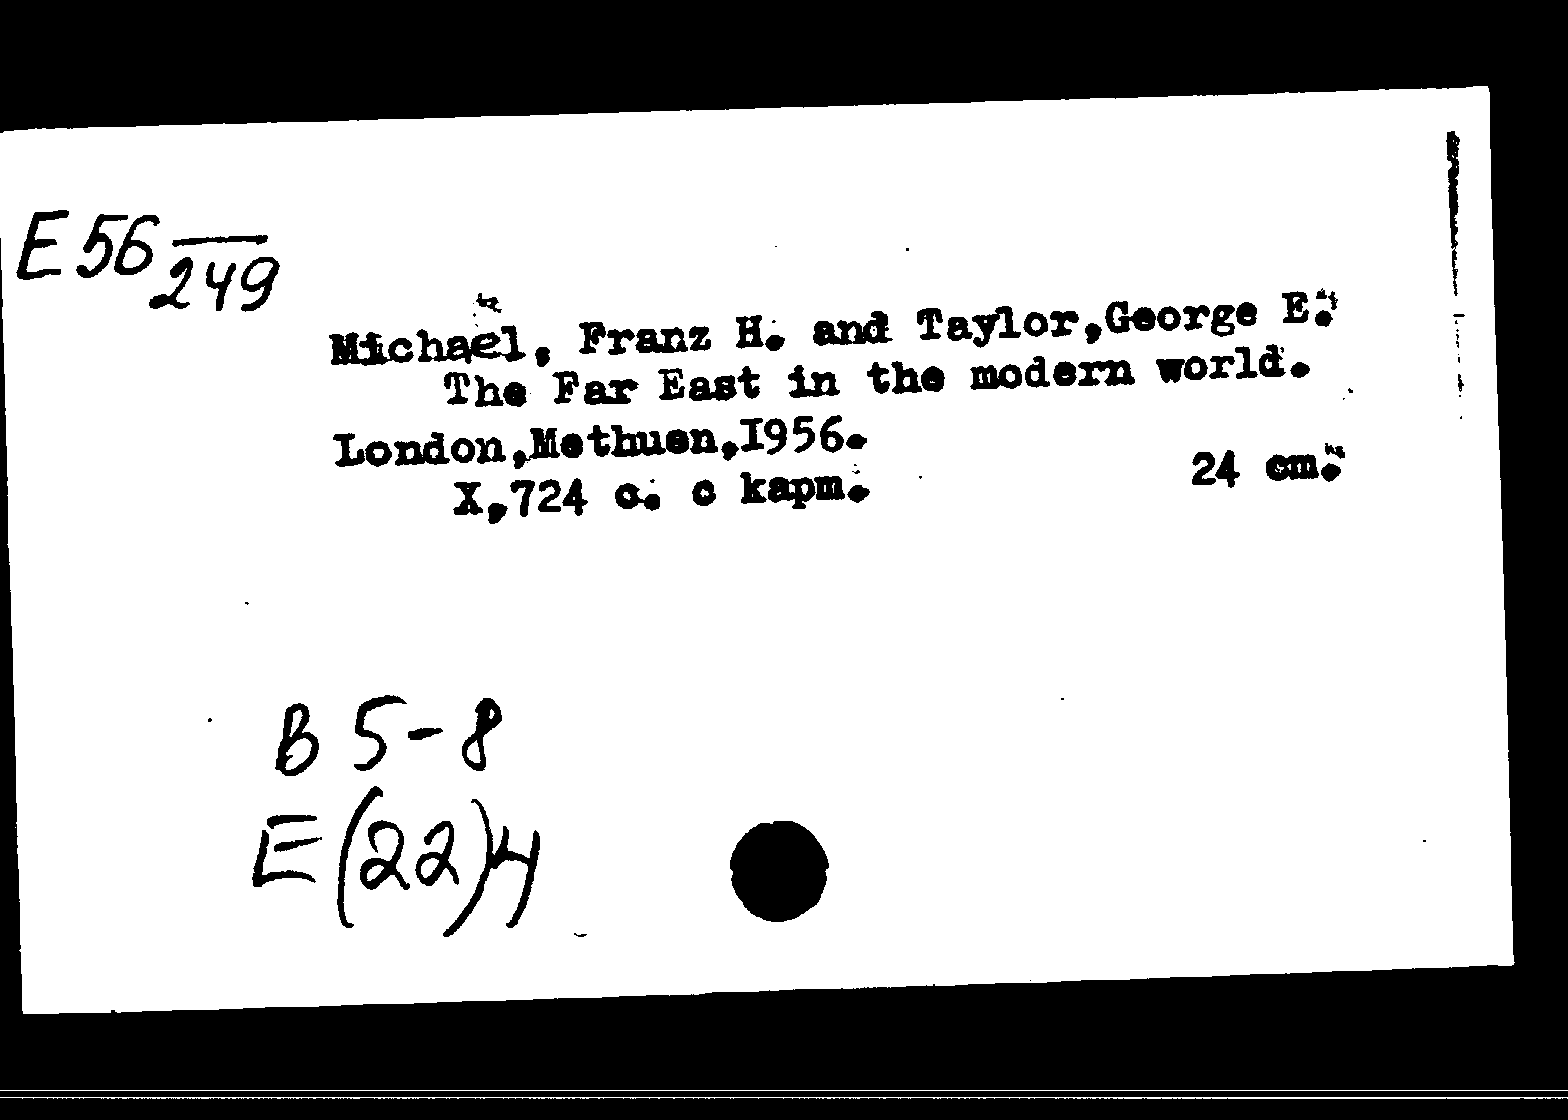 E 56
249
Michael, Franz H. and Taylor,George E.
The Far East in the modern world.
London,Methuen,I956.
X,724 c. c kapm.
24 cm.
B 5-8
E(22)4